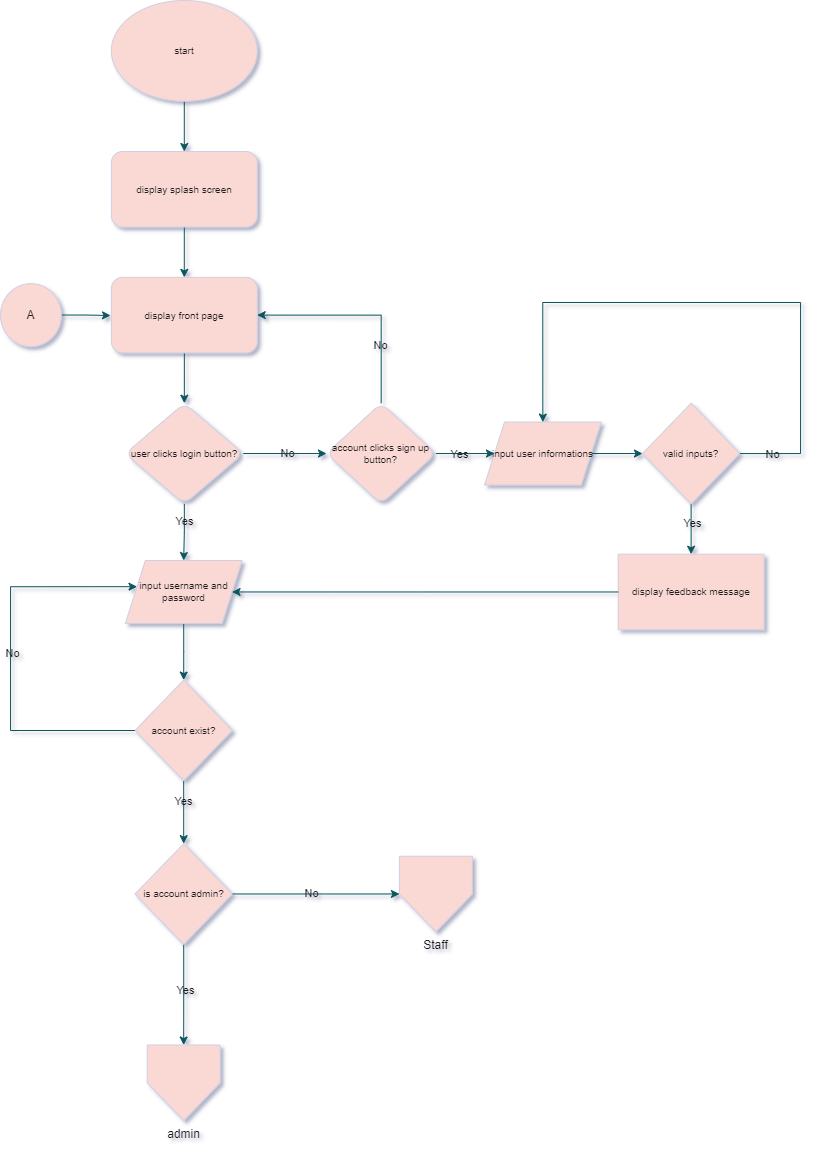 start
display splash screen
A
display front page
No
user clicks login button?
No
account clicks sign up
button?
Yes
input user informations
valid inputs?
No
Yes
Yes
input username and
password
display feedback message
No
account exist?
Yes
is account admin?
No
Staff
Yes
admin